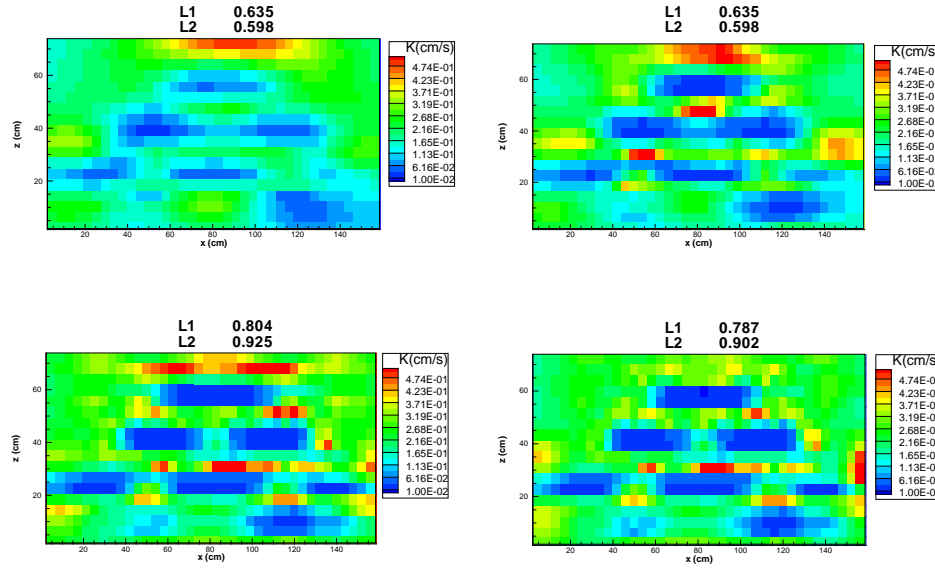 L1 0.635
L2 0.598
K(cm/s)
4.74E-01
4.23E-01
3.71E-01
3.19E-01
2.68E-01
2.16E-01
1.65E-01
1.13E-01
6.16E-02
1.00E-02
z (cm)
60
40
20
20 40 60 80 100 120 140
x (cm)
L1 0.635
L2 0.598
K(cm/s)
4.74E-0
4.23E-0
3.71E-0
3.19E-0
2.68E-0
2.16E-0
1.65E-0
1.13E-0
6.16E-0
1.00E-0
z (cm)
60
40
20
20 40 60 80 100 120 140
x (cm)
L1 0.804
L2 0.925
K(cm/s)
4.74E-01
4.23E-01
3.71E-01
3.19E-01
2.68E-01
2.16E-01
1.65E-01
1.13E-01
6.16E-02
1.00E-02
z (cm)
60
40
20
20 40 60 80 100 120 140
x (cm)
L1 0.787
L2 0.902
K(cm/s)
4.74E-0
4.23E-0
3.71E-0
3.19E-0
2.68E-0
2.16E-0
1.65E-0
1.13E-0
6.16E-0
1.00E-0
z (cm)
60
40
20
20 40 60 80 100 120 140
x (cm)